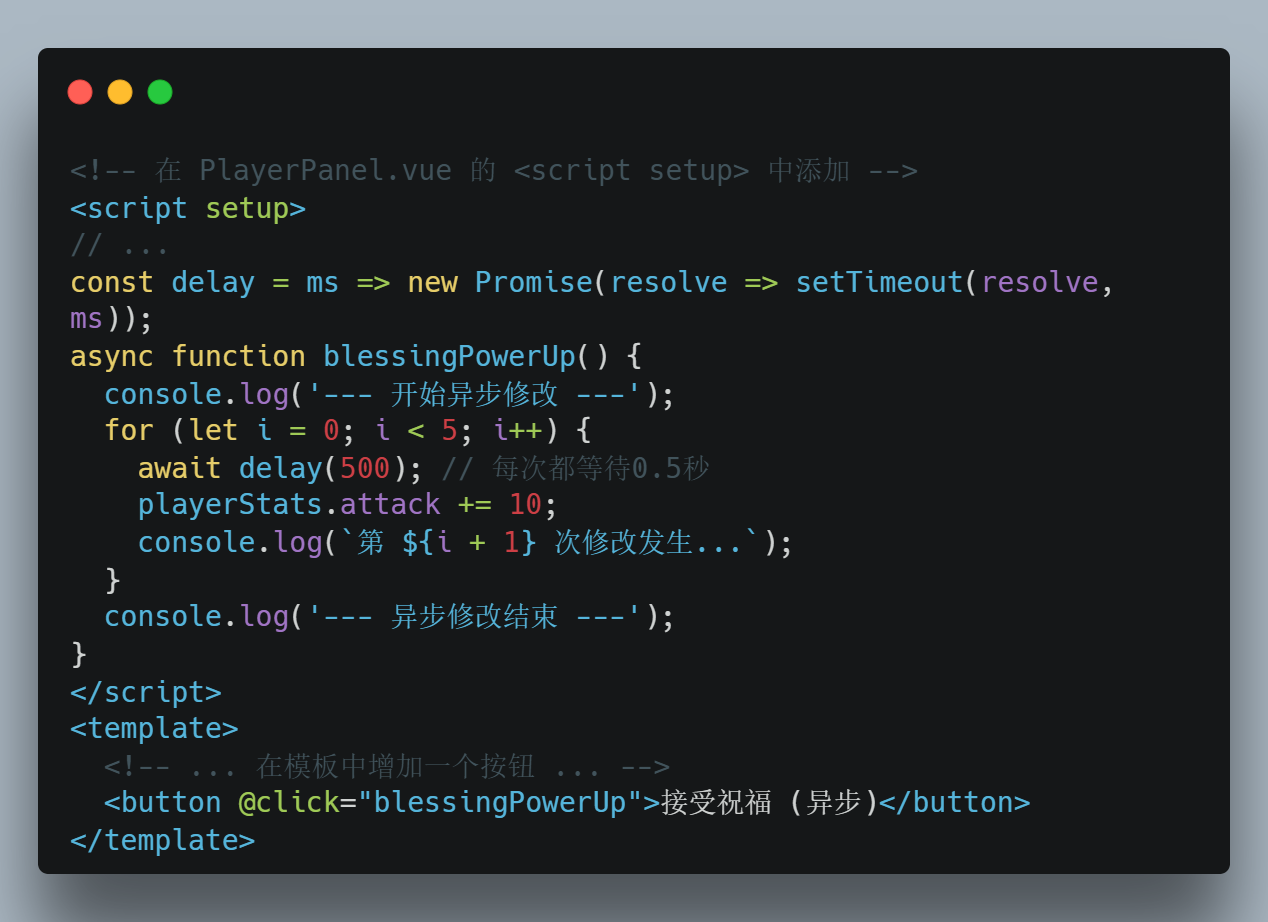 <!-- 在 PlayerPanel.vue 的 <script setup> 中添加 -->
<script setup>
// ...
const delay = ms => new Promise(resolve => setTimeout(resolve,
ms));
async function blessingPowerUp() {
  console.log('--- 开始异步修改 ---');
  for (let i = 0; i < 5; i++) {
    await delay(500); // 每次都等待0.5秒
    playerStats.attack += 10;
    console.log(`第 ${i + 1} 次修改发生...`);
  }
  console.log('--- 异步修改结束 ---');
}
</script>
<template>
  <!-- ... 在模板中增加一个按钮 ... -->
  <button @click="blessingPowerUp">接受祝福 (异步)</button>
</template>